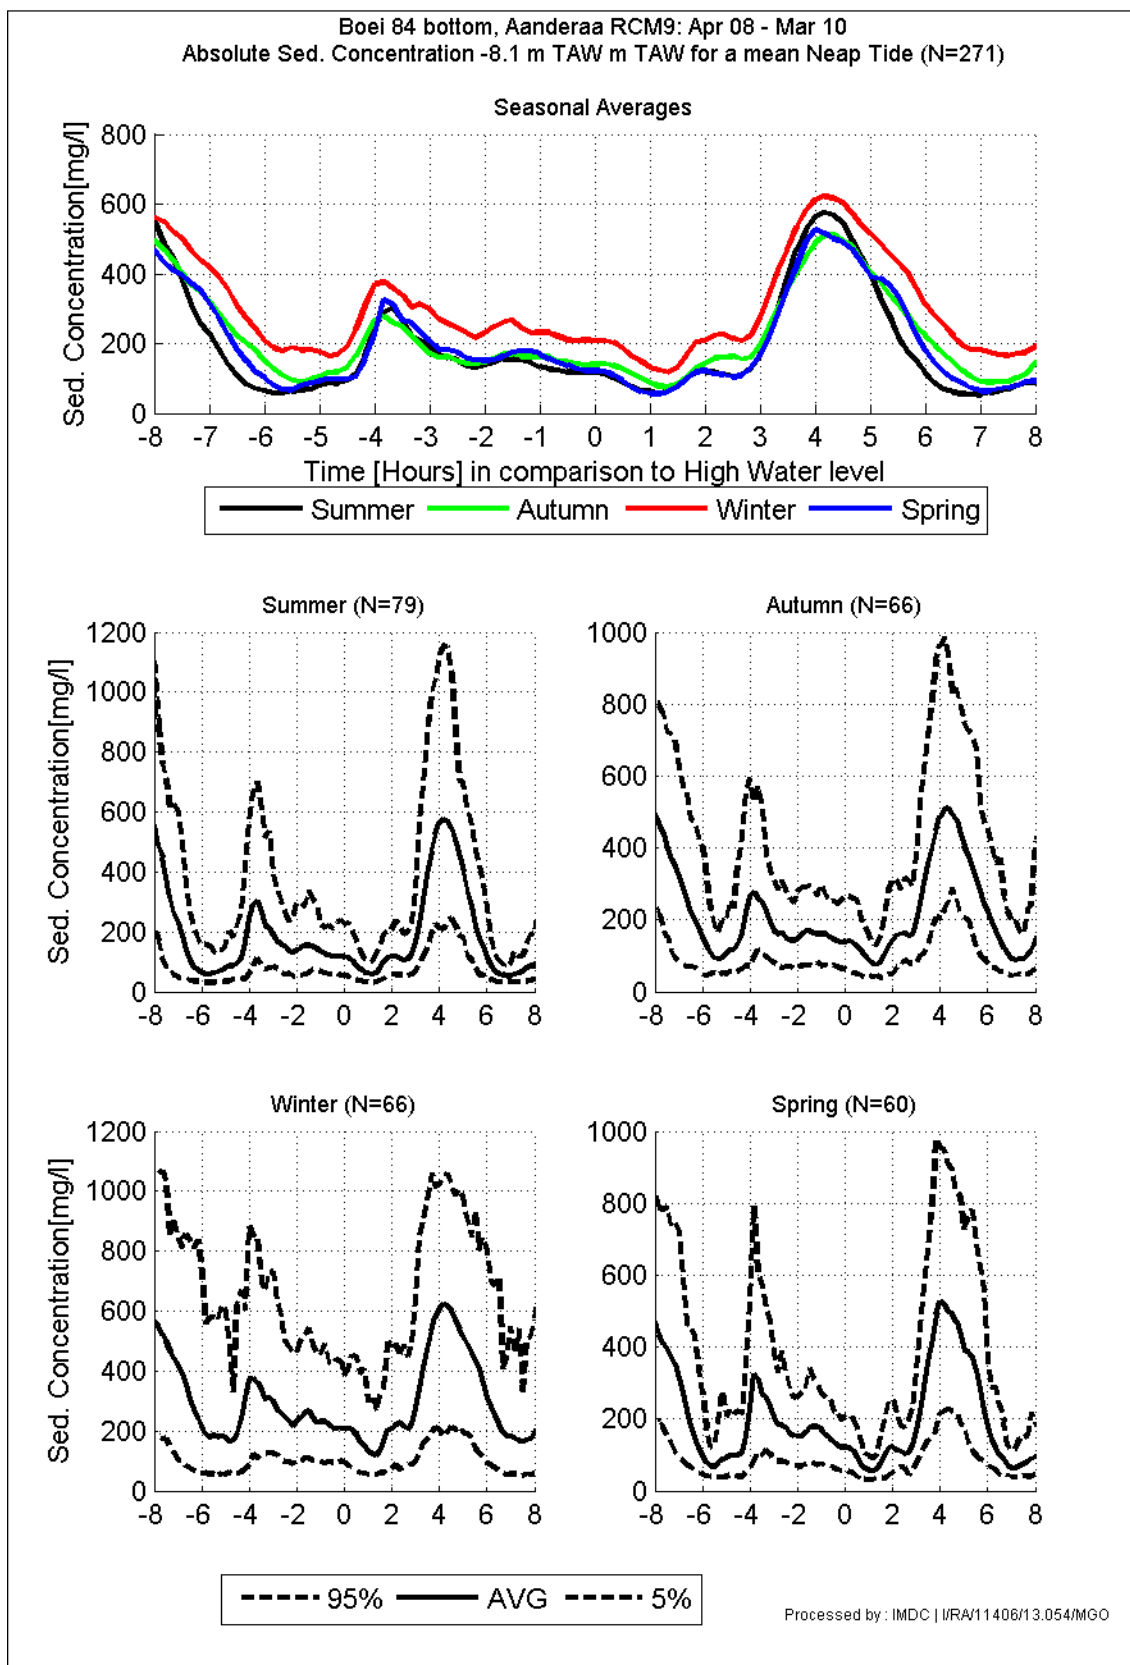 Boei 84 bottom, Aanderaa RCM9: Apr 08 - Mar 10
Absolute Sed. Concentration -8.1 m TAW m TAW for a mean Neap Tide (N=271)
Seasonal Averages
Sed. Concentration[mg/l]
800
600
400
200
0
-8 -7 -6 -5 -4 -3 -2 -1 0 1 2 3 4 5 6 7 8
Time [Hours] in comparison to High Water level
Summer Autumn Winter Spring
Summer (N=79)
Sed. Concentration[mg/l]
1200
1000
800
600
400
200
0
-8 -6 -4 -2 0 2 4 6 8
Autumn (N=66)
1000
800
600
400
200
0
-8 -6 -4 -2 0 2 4 6 8
Winter (N=66)
Sed. Concentration[mg/l]
1200
1000
800
600
400
200
0
-8 -6 -4 -2 0 2 4 6 8
Spring (N=60)
1000
800
600
400
200
0
-8 -6 -4 -2 0 2 4 6 8
95% AVG 5%
Processed by : IMDC | I/RA/11406/13.054/MGO